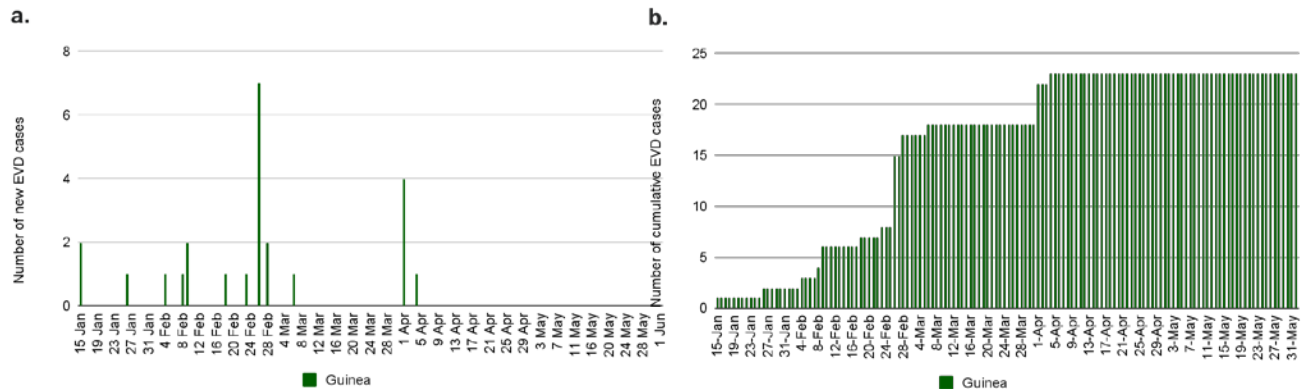 a.
Number of new EVD cases
8
6
4
2
0
15 Jan
19 Jan
23 Jan
27 Jan
31 Jan
4 Feb
8 Feb
12 Feb
16 Feb
20 Feb
24 Feb
28 Feb
4 Mar
8 Mar
12 Mar
16 Mar
20 Mar
24 Mar
28 Mar
1 Apr
5 Apr
9 Apr
13 Apr
17 Apr
21 Apr
25 Apr
29 Apr
3 May
7 May
11 May
16 May
20 May
24 May
28 May
1 Jun
Guinea
b.
Number of cumulative EVD cases
25
20
15
10
5
0
15-Jan
19-Jan
23-Jan
27-Jan
31-Jan
4-Feb
8-Feb
12-Feb
16-Feb
20-Feb
24-Feb
28-Feb
4-Mar
8-Mar
12-Mar
16-Mar
20-Mar
24-Mar
28-Mar
1-Apr
5-Apr
9-Apr
13-Apr
17-Apr
21-Apr
25-Apr
29-Apr
3-May
7-May
11-May
15-May
19-May
23-May
27-May
31-May
Guinea